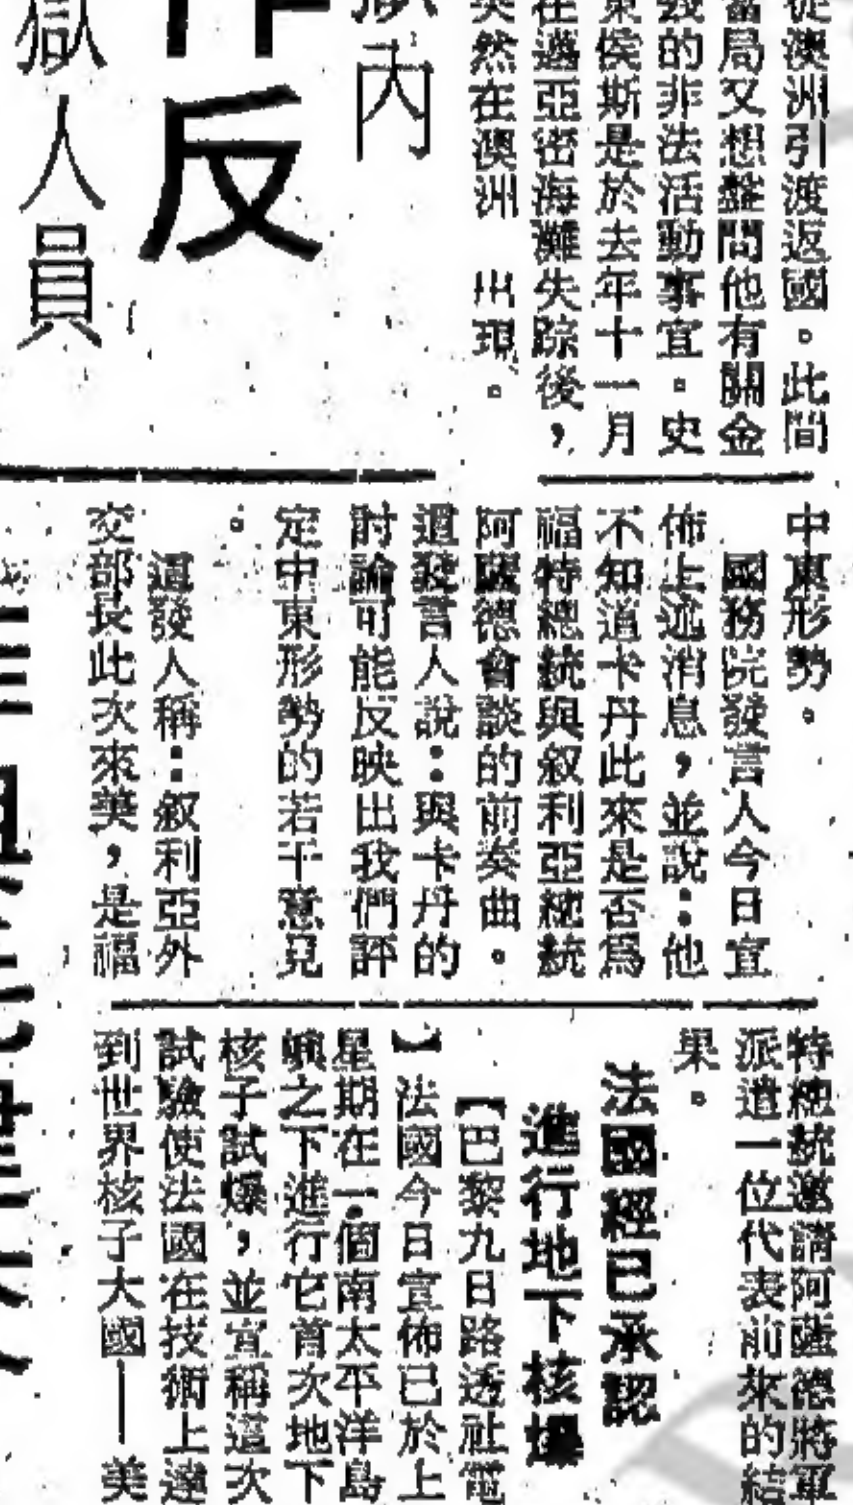 從澳洲引渡返國。此間
當局又想盤問他有關金
錢的非法活動事宜。史
東侯斯是於去年十一月
在邁亞密海灘失踪後，
突然在澳洲 出現。
獄內
作反
獄人員
中東形勢。
國務院發言人今日宣
佈上述消息，並說：他
不知道卡丹此來是否爲
福特總統與叙利亞總統
阿薩德會談的前奏曲。
這發言人說：與卡丹的
討論可能反映出我們評
定中東形勢的若干意見
。
這發人稱：叙利亞外
交部長此次來美，是福
特總統邀請阿薩德將軍
派遣一位代表前來的結
果。
法國經已承認
進行地下核爆
【巴黎九日路透社電
】法國今日宣佈已於上
星期在一個南太平洋島
嶼之下進行它首次地下
核子試爆，並宣稱這次
試驗使法國在技術上達
到世界核子大國——美